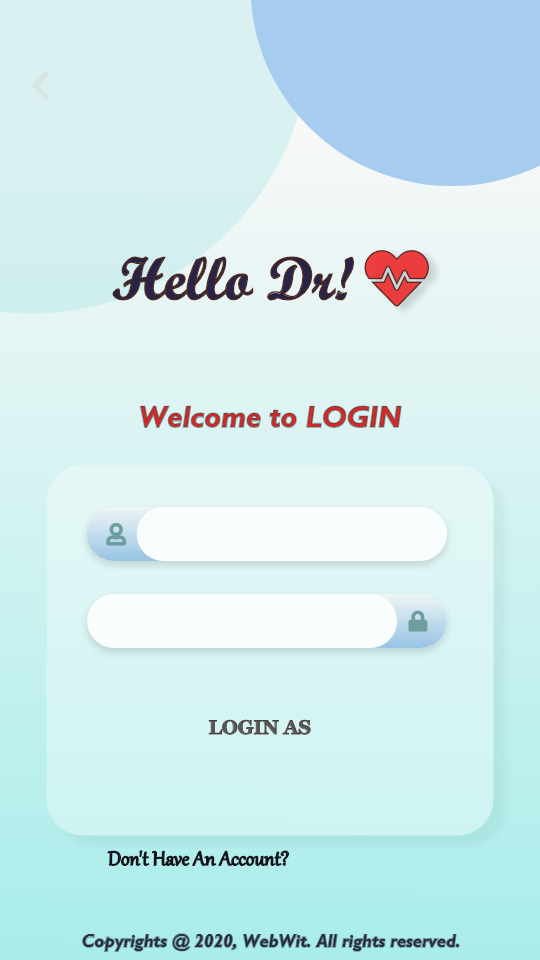 Hello Dr!
Welcome to LOGIN
LOGIN AS
Don't Have An Account?
Copyrights @ 2020, WebWit. All rights reserved.